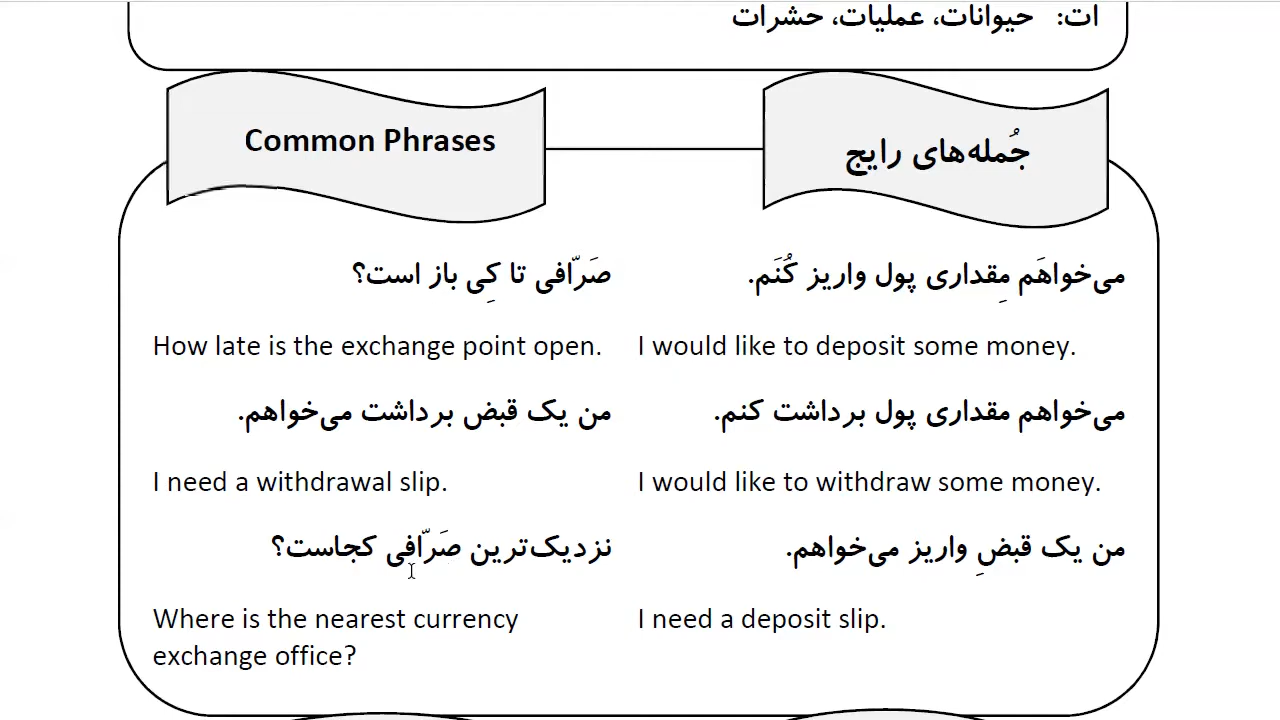 ات: حیوانات، عملیات، حشرات
Common Phrases
جُمله‌های رایج
می‌خواهَم مِقداری پول واریز کُنَم.
صَرّافی تا کِی باز است؟
I would like to deposit some money.
How late is the exchange point open.
می‌خواهم مقداری پول برداشت کنم.
من یک قبض برداشت می‌خواهم.
I would like to withdraw some money.
I need a withdrawal slip.
من یک قبضِ واریز می‌خواهم.
نزدیک‌ترین صَرّافی کجاست؟
I need a deposit slip.
Where is the nearest currency
exchange office?